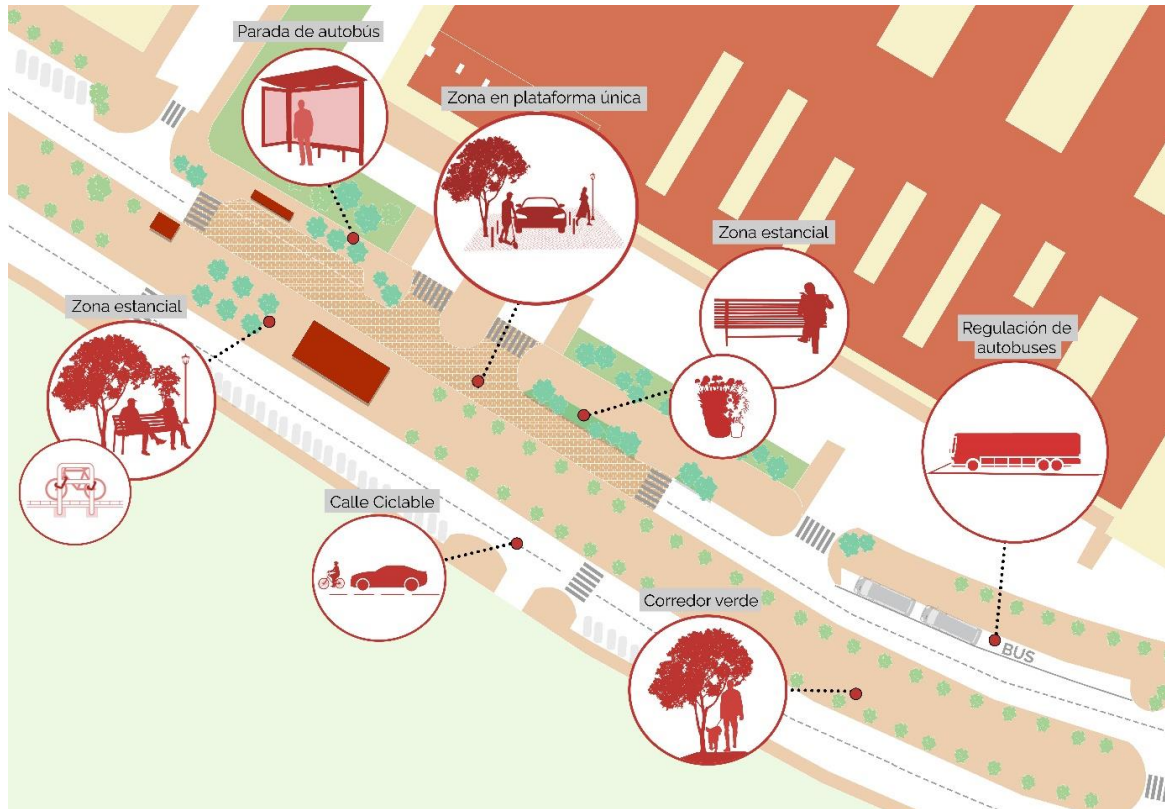 Parada de autobús
Zona en plataforma única
Zona estancial
Regulación de
autobuses
Zona estancial
Calle Ciclable
Corredor verde
BUS